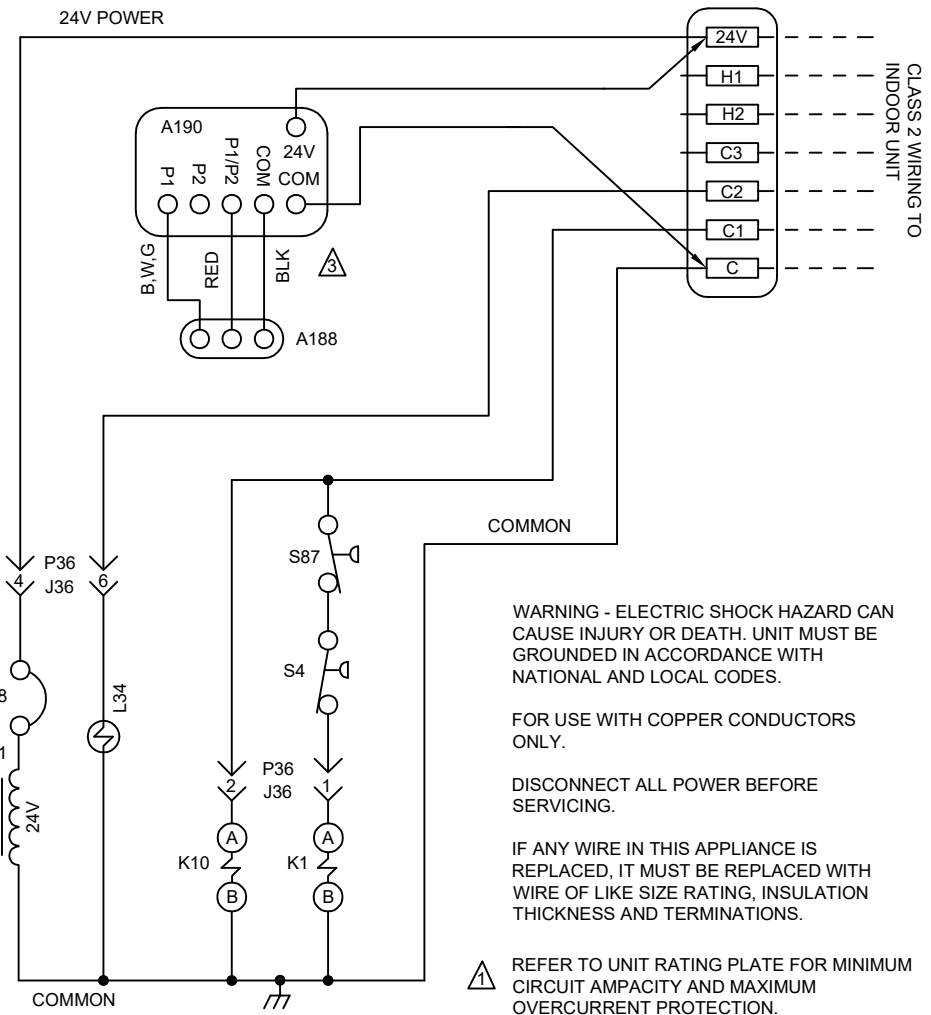 24V POWER
24V
H1
H2
C3
C2
C1
C
CLASS 2 WIRING TO
INDOOR UNIT
A190
24V
COM
P1
P2
P1/P2
COM
B,W,G
RED
BLK
3
A188
COMMON
S87
S4
P36
J36
4
6
8
1
L34
24V
P36
J36
2
1
A
A
K10
K1
B
B
COMMON
WARNING - ELECTRIC SHOCK HAZARD CAN
CAUSE INJURY OR DEATH. UNIT MUST BE
GROUNDED IN ACCORDANCE WITH
NATIONAL AND LOCAL CODES.
FOR USE WITH COPPER CONDUCTORS
ONLY.
DISCONNECT ALL POWER BEFORE
SERVICING.
IF ANY WIRE IN THIS APPLIANCE IS
REPLACED, IT MUST BE REPLACED WITH
WIRE OF LIKE SIZE RATING, INSULATION
THICKNESS AND TERMINATIONS.
1 REFER TO UNIT RATING PLATE FOR MINIMUM
CIRCUIT AMPACITY AND MAXIMUM
OVERCURRENT PROTECTION.